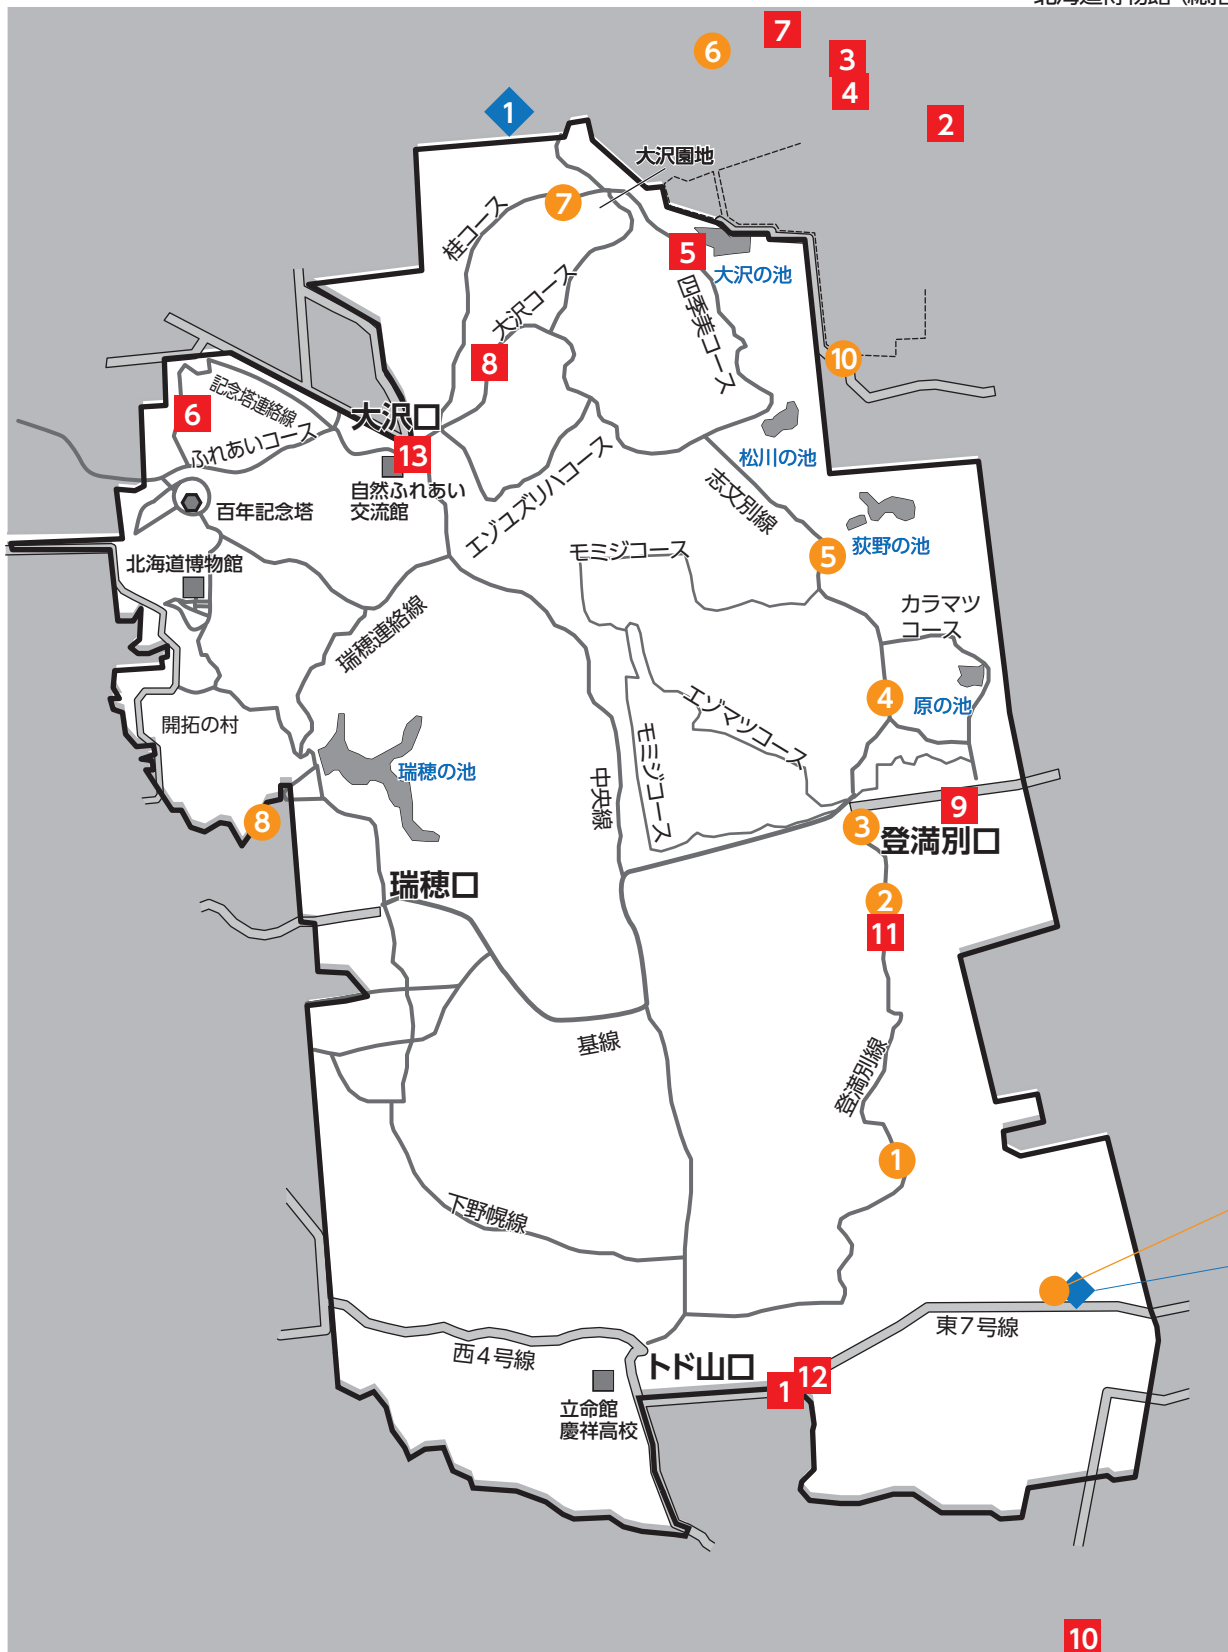 7
6
3
4
1
2
大沢園地
7
桂コース
5
大沢の池
大沢コース
四季美コース
8
10
記念塔連絡線
6
大沢口
ふれあいコース
13
松川の池
自然ふれあい
交流館
エゾユズリハコース
志文別線
百年記念塔
荻野の池
モミジコース
5
北海道博物館
カラマツ
コース
瑞穂連絡線
4
原の池
エゾマツコース
開拓の村
モミジコース
瑞穂の池
中央線
9
8
3
登満別口
瑞穂口
2
11
基線
登満別線
1
下野幌線
東7号線
西4号線
トド山口
12
1
立命館
慶祥高校
10